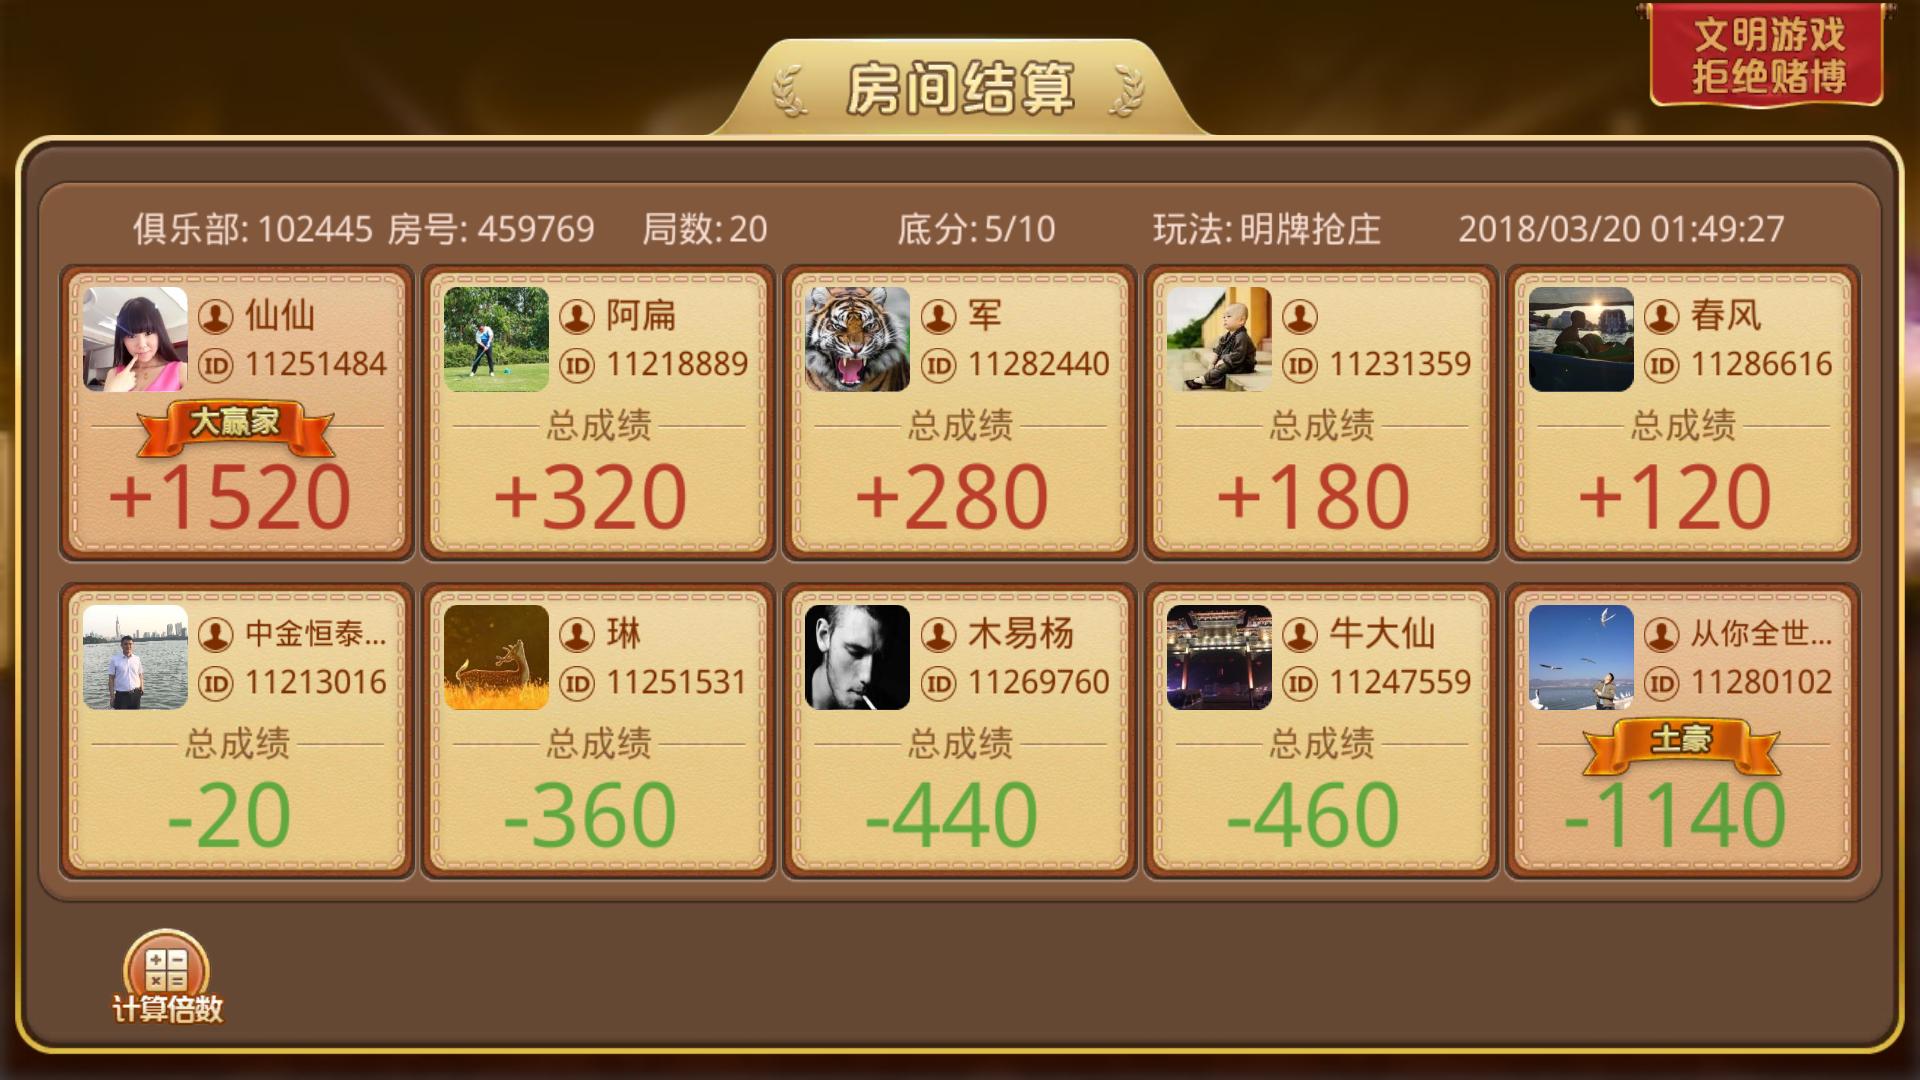 文明游戏
拒绝赌博
房间结算
俱乐部: 102445 房号: 459769 局数: 20 底分: 5/10 玩法: 明牌抢庄 2018/03/20 01:49:27
仙仙
ID 11251484
大赢家
+1520
阿扁
ID 11218889
总成绩
+320
军
ID 11282440
总成绩
+280
ID 11231359
总成绩
+180
春风
ID 11286616
总成绩
+120
中金恒泰...
ID 11213016
总成绩
-20
琳
ID 11251531
总成绩
-360
木易杨
ID 11269760
总成绩
-440
牛大仙
ID 11247559
总成绩
-460
从你全世...
ID 11280102
土豪
-1140
计算倍数